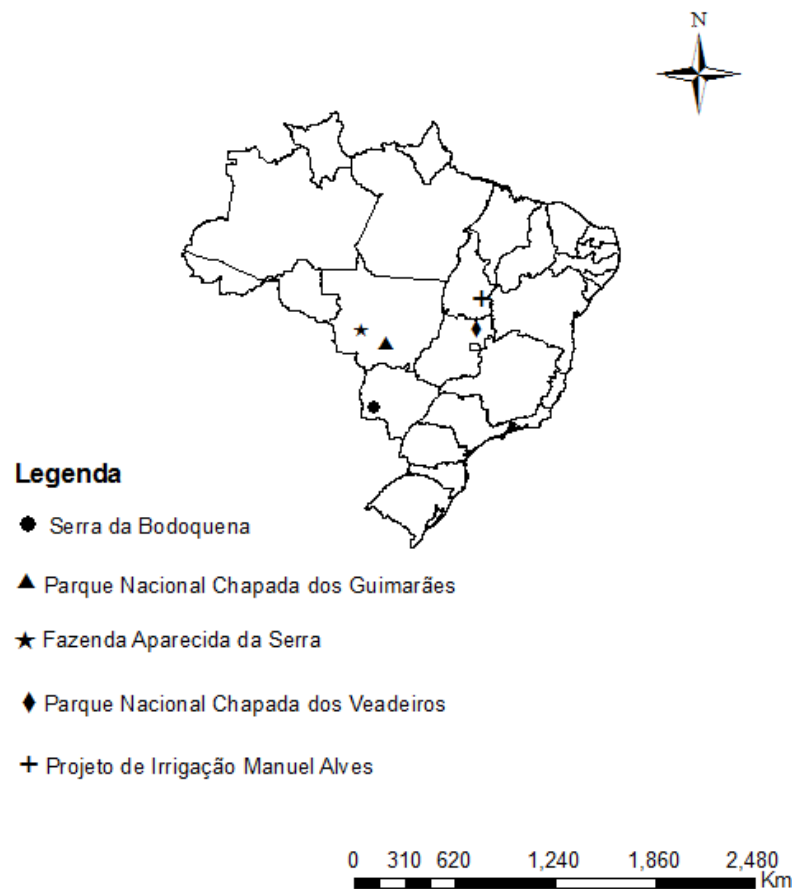 N
Legenda
Serra da Bodoquena
Parque Nacional Chapada dos Guimarães
Fazenda Aparecida da Serra
Parque Nacional Chapada dos Veadeiros
Projeto de Irrigação Manuel Alves
0 310 620 1,240 1,860 2,480
Km